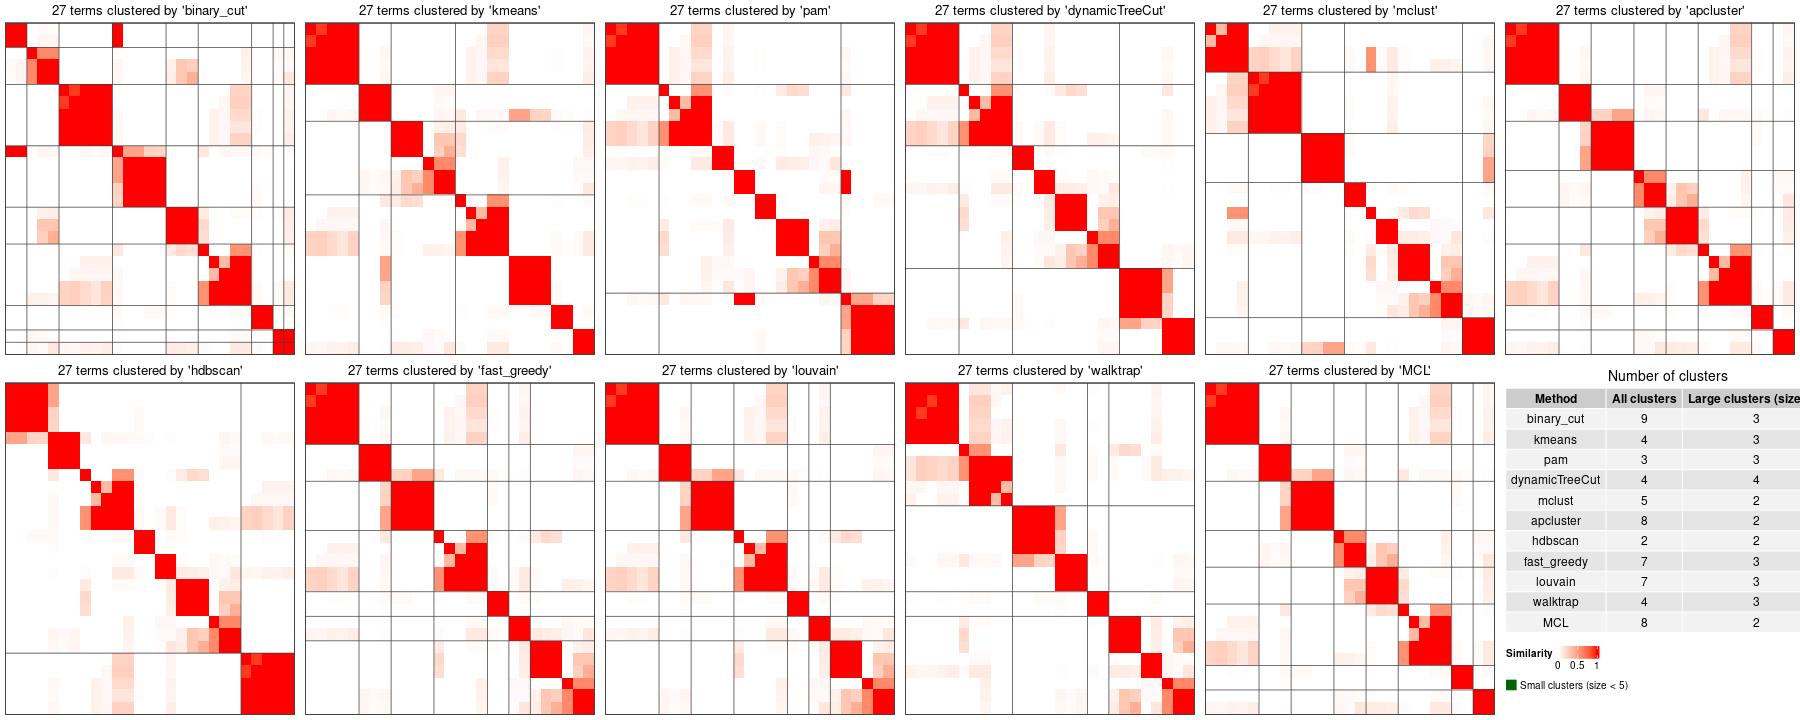 27 terms clustered by 'binary_cut'
27 terms clustered by 'kmeans'
27 terms clustered by 'pam'
27 terms clustered by 'dynamicTreeCut'
27 terms clustered by 'mclust'
27 terms clustered by 'apcluster'
27 terms clustered by 'hdbscan'
27 terms clustered by 'fast_greedy'
27 terms clustered by 'louvain'
27 terms clustered by 'walktrap'
27 terms clustered by 'MCL'
Number of clusters
Method All clusters Large clusters (size
binary_cut 9 3
kmeans 4 3
pam 3 3
dynamicTreeCut 4 4
mclust 5 2
apcluster 8 2
hdbscan 2 2
fast_greedy 7 3
louvain 7 3
walktrap 4 3
MCL 8 2
Similarity
0 0.5 1
Small clusters (size < 5)